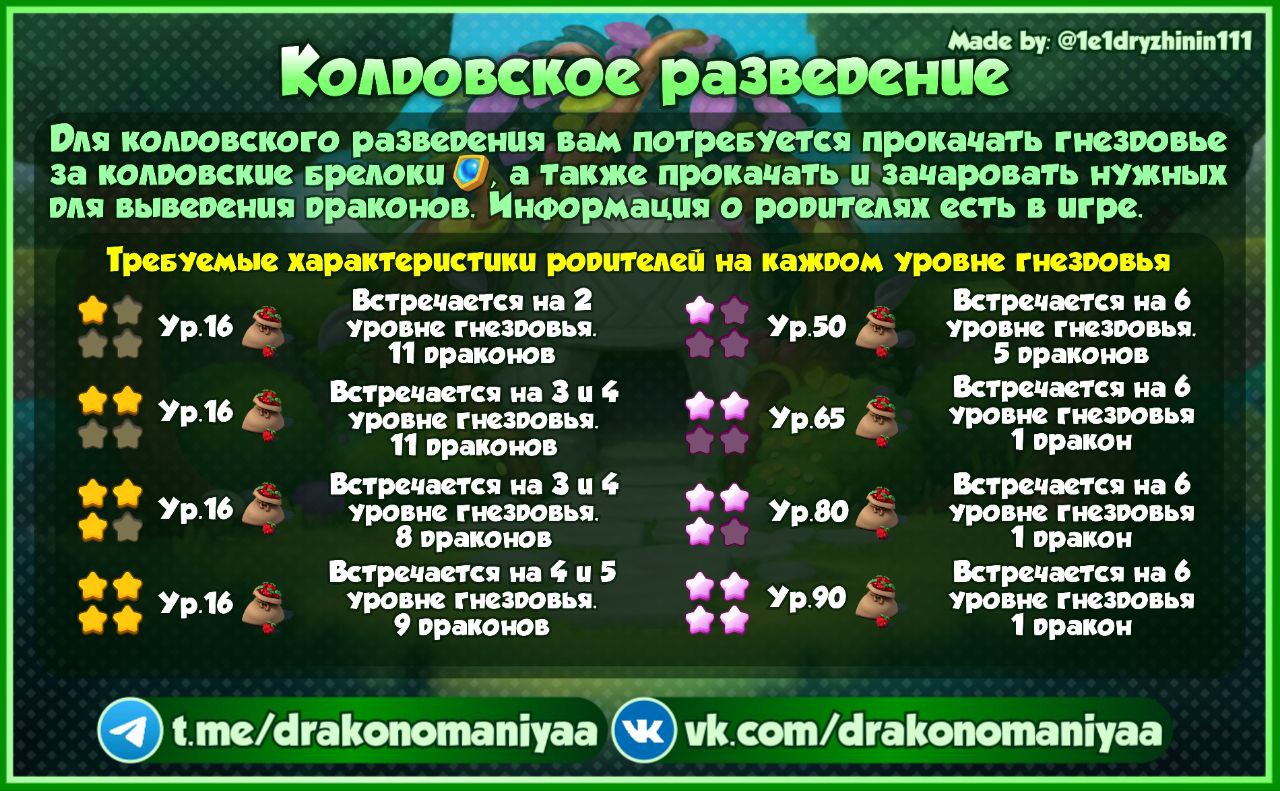 Made by: @1e1dryzhinin111
Колдовское разведение
Для колдовского разведения вам потребуется прокачать гнездовье
за колдовские брелоки , а также прокачать и зачаровать нужных
для выведения драконов. Информация о родителях есть в игре.
Требуемые характеристики родителей на каждом уровне гнездовья
Ур.16
Встречается на 2
уровне гнездовья.
11 драконов
Ур.50
Встречается на 6
уровне гнездовья.
5 драконов
Ур.16
Встречается на 3 и 4
уровне гнездовья.
11 драконов
Ур.65
Встречается на 6
уровне гнездовья
1 дракон
Ур.16
Встречается на 3 и 4
уровне гнездовья.
8 драконов
Ур.80
Встречается на 6
уровне гнездовья
1 дракон
Ур.16
Встречается на 4 и 5
уровне гнездовья.
9 драконов
Ур.90
Встречается на 6
уровне гнездовья
1 дракон
t.me/drakonomaniyaa
vk.com/drakonomaniyaa